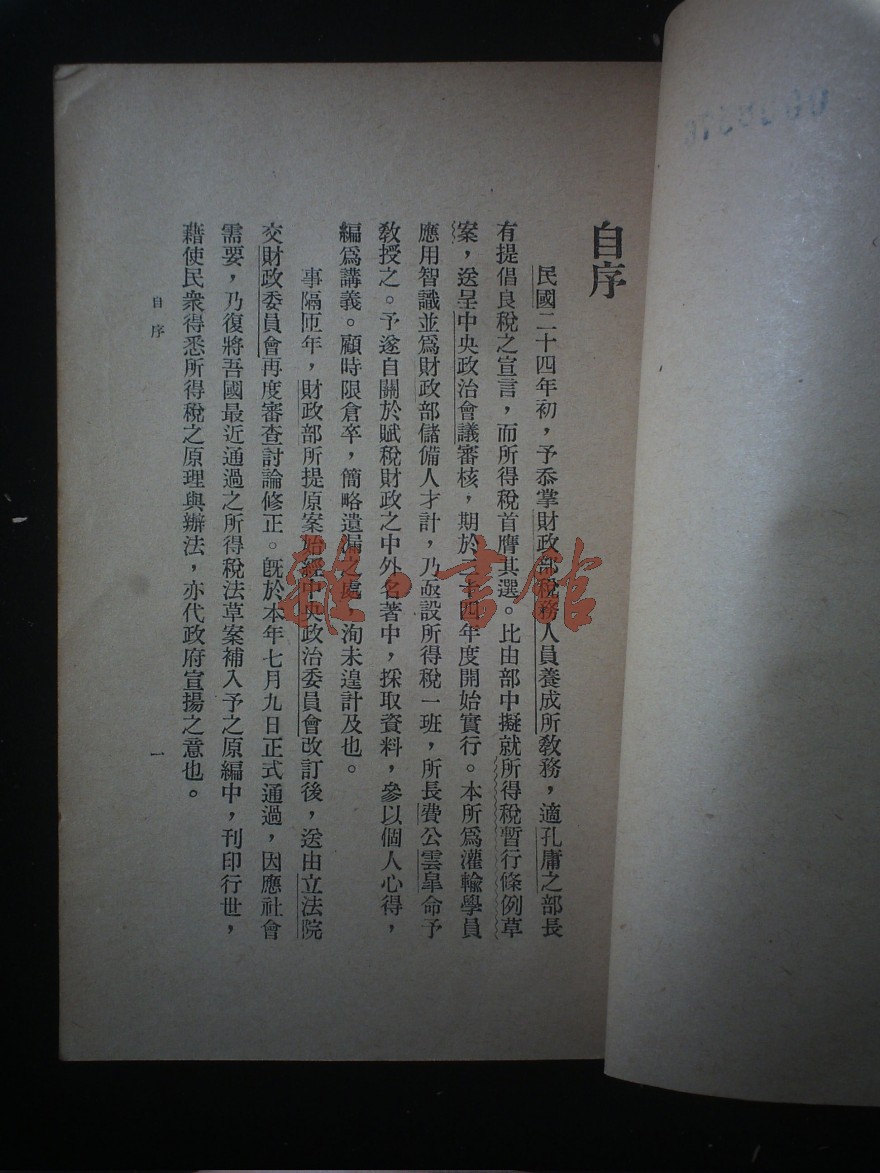 自序
民國二十四年初，予忝掌財政部稅務人員養成所教務，適孔庸之部長
有提倡良稅之宣言，而所得稅首膺其選。比由部中擬就所得稅暫行條例草
案，送呈中央政治會議審核，期於二十四年度開始實行。本所爲灌輸學員
應用智識並爲財政部儲備人才計，乃亟設所得稅一班，所長費公雲皐命予
教授之。予遂自關於賦稅財政之中外名著中，採取資料，參以個人心得，
編爲講義。顧時限倉卒，簡略遺漏之處，洵未遑計及也。
事隔匝年，財政部所提原案始經中央政治委員會改訂後，送由立法院
交財政委員會再度審查討論修正。旣於本年七月九日正式通過，因應社會
需要，乃復將吾國最近通過之所得稅法草案補入予之原編中，刊印行世，
藉使民衆得悉所得稅之原理與辦法，亦代政府宣揚之意也。
自序
一
雜·書館